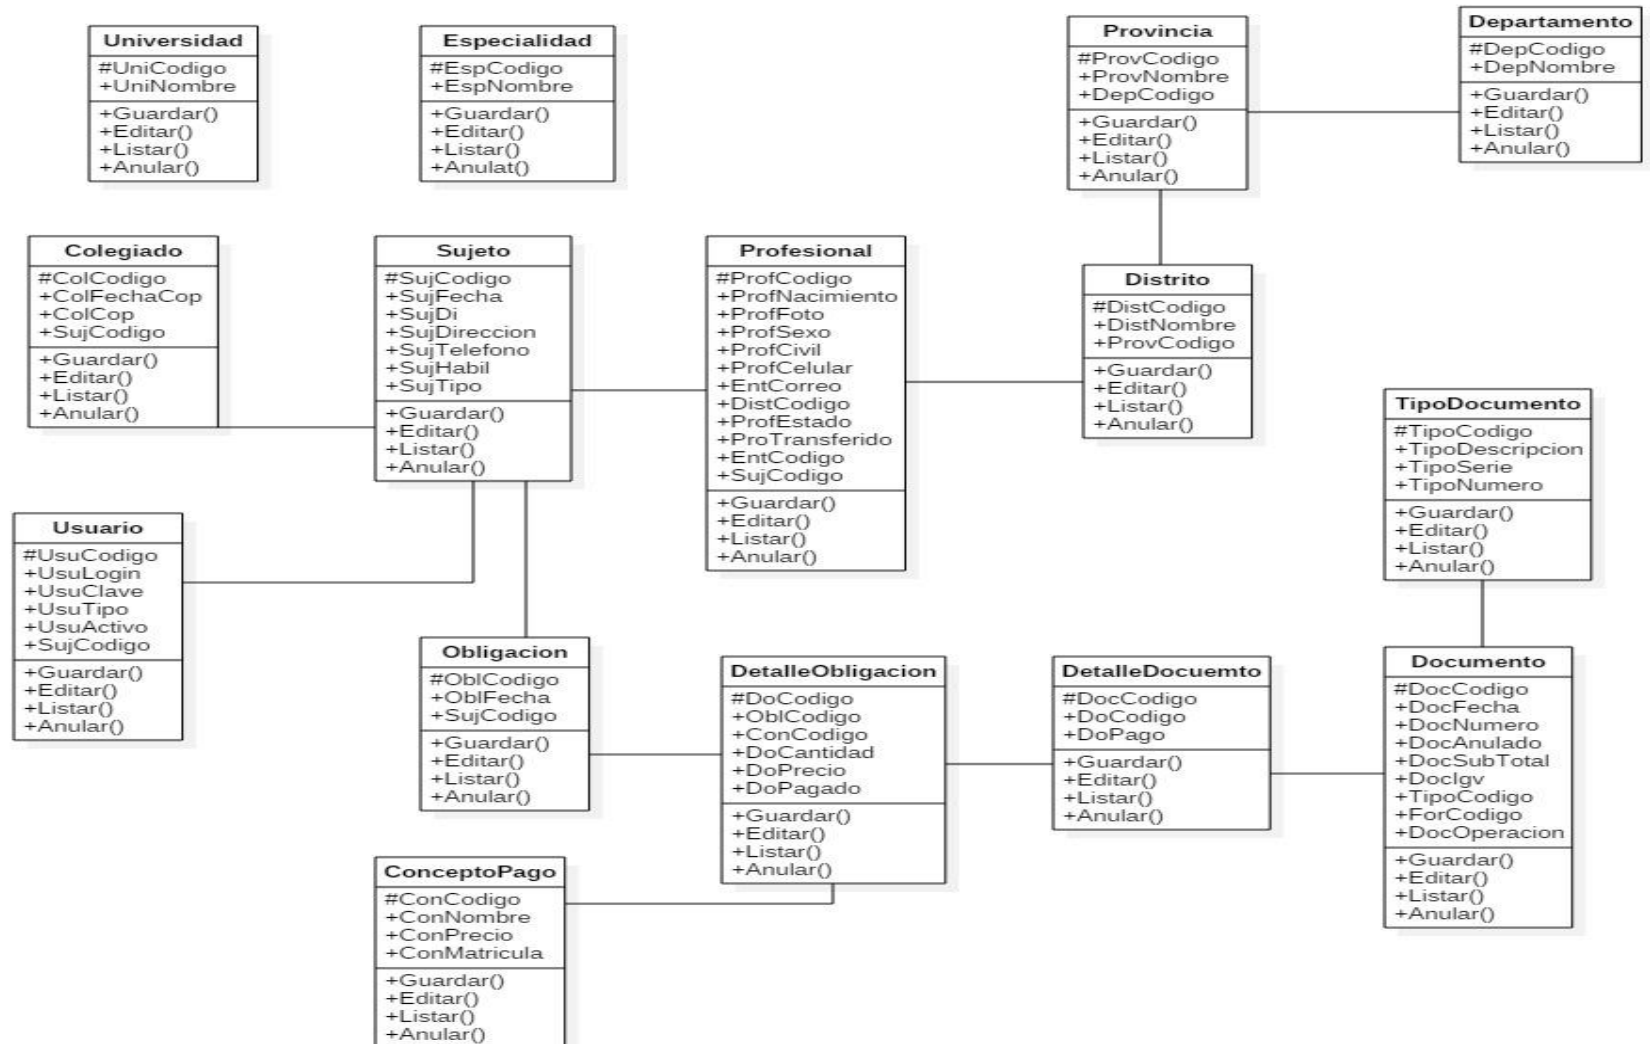 Universidad
#UniCodigo
+UniNombre
+Guardar()
+Editar()
+Listar()
+Anular()
Especialidad
#EspCodigo
+EspNombre
+Guardar()
+Editar()
+Listar()
+Anulat()
Provincia
#ProvCodigo
+ProvNombre
+DepCodigo
+Guardar()
+Editar()
+Listar()
+Anular()
Departamento
#DepCodigo
+DepNombre
+Guardar()
+Editar()
+Listar()
+Anular()
Colegiado
#ColCodigo
+ColFechaCop
+ColCop
+SujCodigo
+Guardar()
+Editar()
+Listar()
+Anular()
Sujeto
#SujCodigo
+SujFecha
+SujDi
+SujDireccion
+SujTelefono
+SujHabil
+SujTipo
+Guardar()
+Editar()
+Listar()
+Anular()
Profesional
#ProfCodigo
+ProfNacimiento
+ProfFoto
+ProfSexo
+ProfCivil
+ProfCelular
+EntCorreo
+DistCodigo
+ProfEstado
+ProTransferido
+EntCodigo
+SujCodigo
+Guardar()
+Editar()
+Listar()
+Anular()
Distrito
#DistCodigo
+DistNombre
+ProvCodigo
+Guardar()
+Editar()
+Listar()
+Anular()
TipoDocumento
#TipoCodigo
+TipoDescripcion
+TipoSerie
+TipoNumero
+Guardar()
+Editar()
+Listar()
+Anular()
Usuario
#UsuCodigo
+UsuLogin
+UsuClave
+UsuTipo
+UsuActivo
+SujCodigo
+Guardar()
+Editar()
+Listar()
+Anular()
Obligacion
#OblCodigo
+OblFecha
+SujCodigo
+Guardar()
+Editar()
+Listar()
+Anular()
DetalleObligacion
#DoCodigo
+OblCodigo
+ConCodigo
+DoCantidad
+DoPrecio
+DoPagado
+Guardar()
+Editar()
+Listar()
+Anular()
DetalleDocuemto
#DocCodigo
+DoCodigo
+DoPago
+Guardar()
+Editar()
+Listar()
+Anular()
Documento
#DocCodigo
+DocFecha
+DocNumero
+DocAnulado
+DocSubTotal
+DocIgv
+TipoCodigo
+ForCodigo
+DocOperacion
+Guardar()
+Editar()
+Listar()
+Anular()
ConceptoPago
#ConCodigo
+ConNombre
+ConPrecio
+ConMatricula
+Guardar()
+Editar()
+Listar()
+Anular()